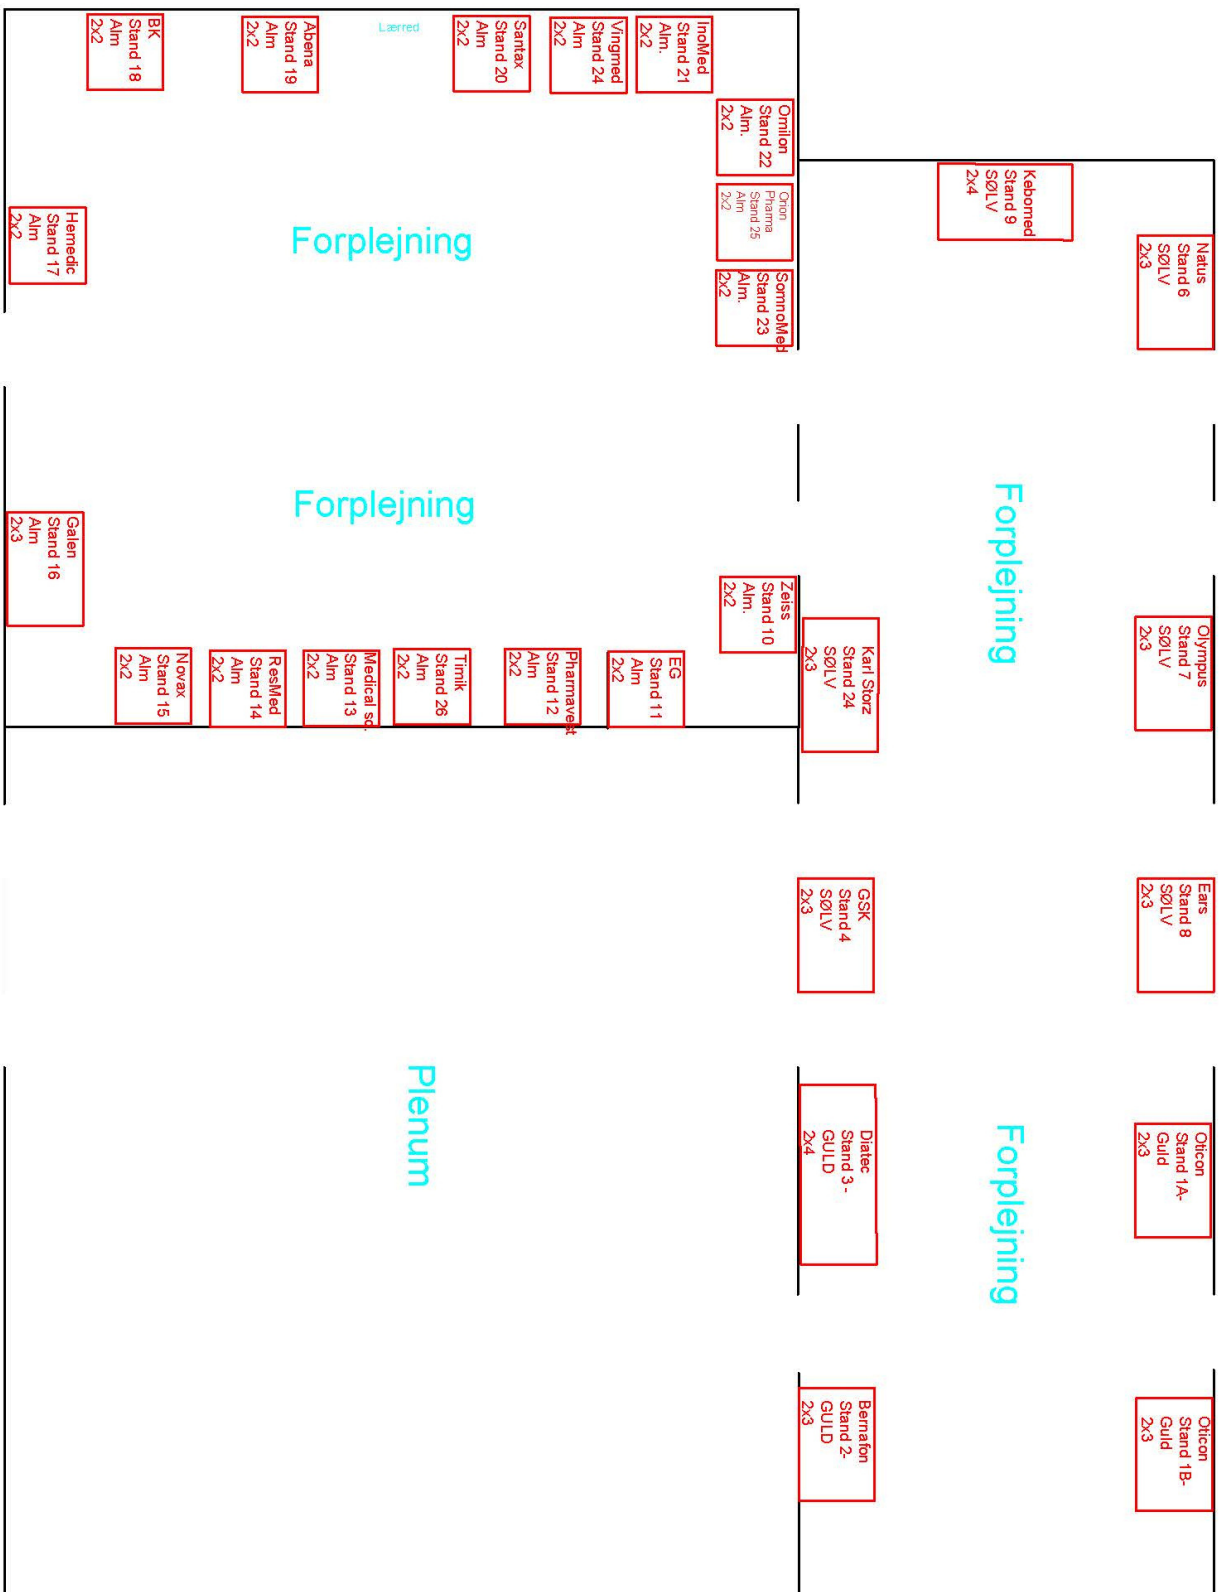 BK
Stand 18
Alm
2x2
Abena
Stand 19
Alm
2x2
Lærred
Santax
Stand 20
Alm
2x2
Vingmed
Stand 24
Alm
2x2
InoMed
Stand 21
Alm.
2x2
Omilon
Stand 22
Alm.
2x2
Orion
Pharma
Stand 25
Alm
2x2
SomnoMed
Stand 23
Alm.
2x2
Kebomed
Stand 9
SØLV
2x4
Natus
Stand 6
SØLV
2x3
Hemedic
Stand 17
Alm
2x2
Forplejning
Forplejning
Forplejning
Galen
Stand 16
Alm
2x3
Zeiss
Stand 10
Alm.
2x2
Karl Storz
Stand 24
SØLV
2x3
Olympus
Stand 7
SØLV
2x3
Novax
Stand 15
Alm
2x2
ResMed
Stand 14
Alm
2x2
Medical sc.
Stand 13
Alm
2x2
Timik
Stand 26
Alm
2x2
Pharmavest
Stand 12
Alm
2x2
EG
Stand 11
Alm
2x2
GSK
Stand 4
SØLV
2x3
Ears
Stand 8
SØLV
2x3
Plenum
Diatec
Stand 3 -
GULD
2x4
Forplejning
Oticon
Stand 1A-
Guld
2x3
Bernafon
Stand 2-
GULD
2x3
Oticon
Stand 1B-
Guld
2x3